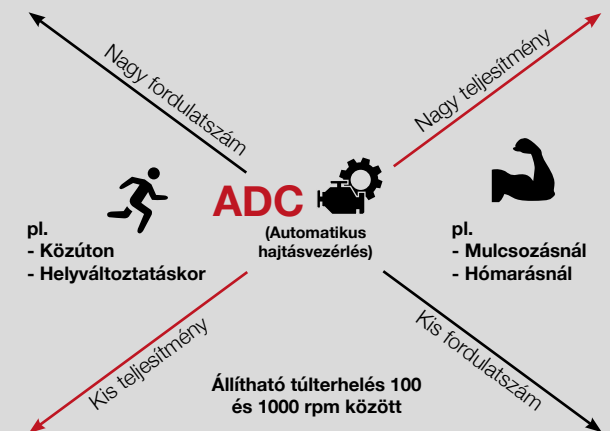 Nagy fordulatszám
Nagy teljesítmény
ADC
(Automatikus
hajtásvezérlés)
pl.
- Közúton
- Helyváltoztatáskor
pl.
- Mulcsozásnál
- Hómarásnál
Kis teljesítmény
Kis fordulatszám
Állítható túlterhelés 100
és 1000 rpm között